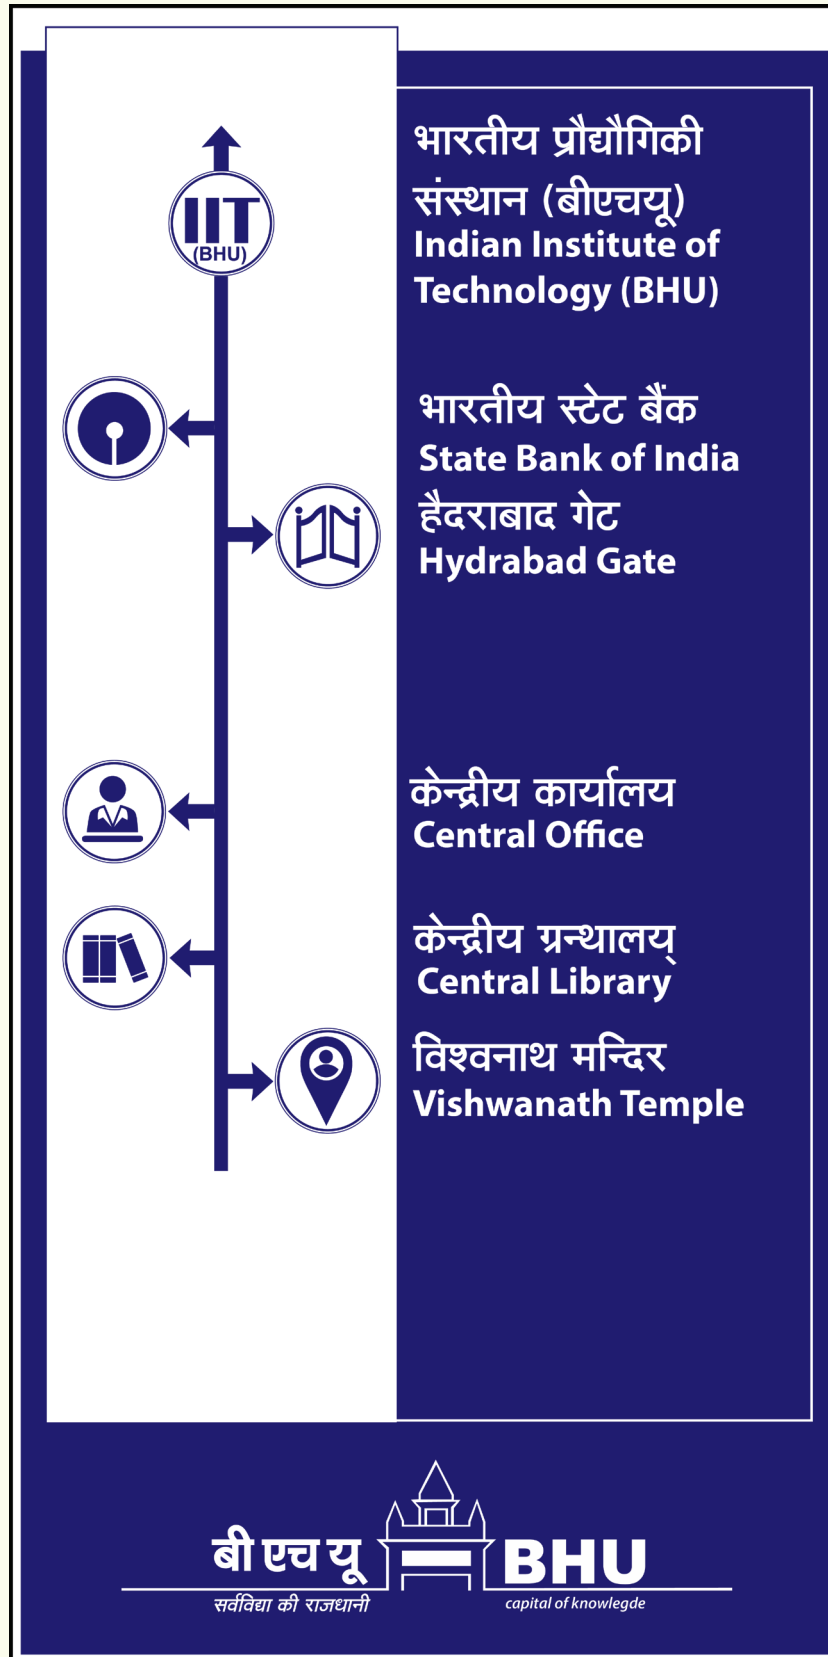 IIT
(BHU)
भारतीय प्रौद्यौगिकी
संस्थान (बीएचयू)
Indian Institute of
Technology (BHU)
भारतीय स्टेट बैंक
State Bank of India
हैदराबाद गेट
Hydrabad Gate
केन्द्रीय कार्यालय
Central Office
केन्द्रीय ग्रन्थालय्
Central Library
विश्वनाथ मन्दिर
Vishwanath Temple
बी एच यू BHU
सर्वविद्या की राजधानी capital of knowlegde